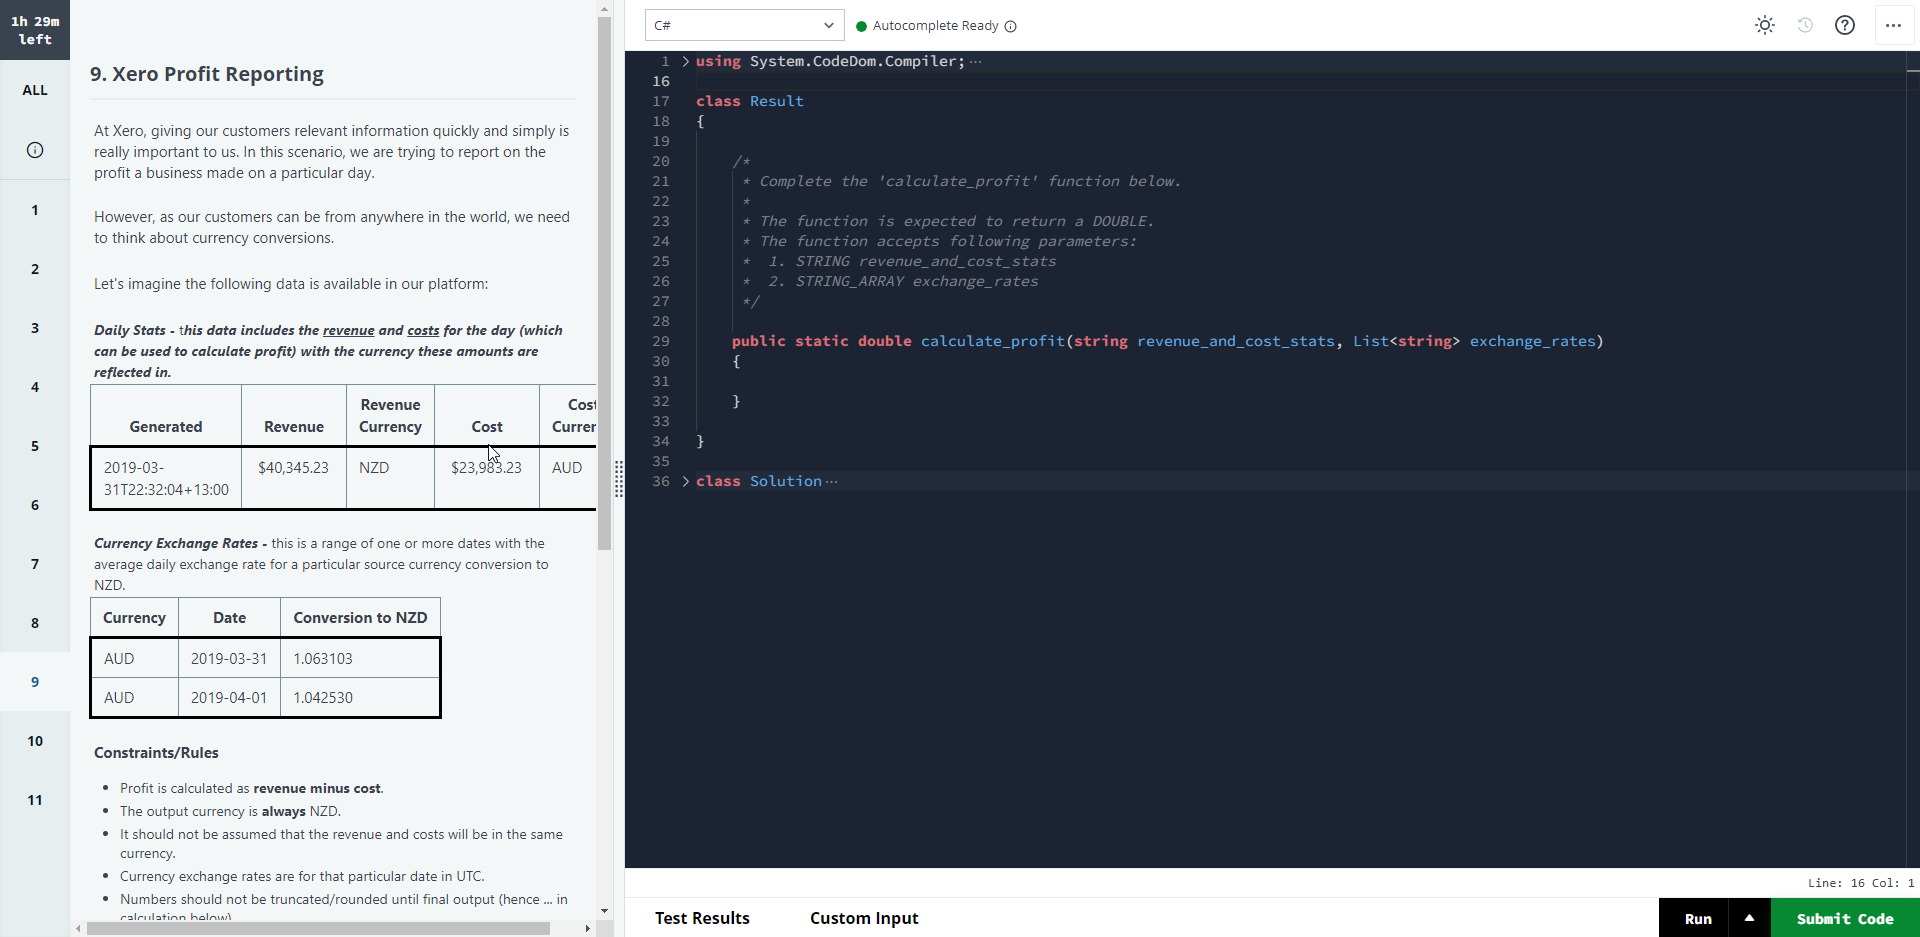 1h 29m
left
ALL
1
2
3
4
5
6
7
8
9
10
11
9. Xero Profit Reporting
At Xero, giving our customers relevant information quickly and simply is
really important to us. In this scenario, we are trying to report on the
profit a business made on a particular day.
However, as our customers can be from anywhere in the world, we need
to think about currency conversions.
Let's imagine the following data is available in our platform:
Daily Stats - this data includes the revenue and costs for the day (which
can be used to calculate profit) with the currency these amounts are
reflected in.
Generated Revenue Revenue Currency Cost Cost Curren
2019-03-31T22:32:04+13:00 $40,345.23 NZD $23,983.23 AUD
Currency Exchange Rates - this is a range of one or more dates with the
average daily exchange rate for a particular source currency conversion to
NZD.
Currency Date Conversion to NZD
AUD 2019-03-31 1.063103
AUD 2019-04-01 1.042530
Constraints/Rules
• Profit is calculated as revenue minus cost.
• The output currency is always NZD.
• It should not be assumed that the revenue and costs will be in the same
currency.
• Currency exchange rates are for that particular date in UTC.
• Numbers should not be truncated/rounded until final output (hence ... in
calculation below)
C#
Autocomplete Ready
1 using System.CodeDom.Compiler; ···
16
17 class Result
18 {
19
20 /*
21 * Complete the 'calculate_profit' function below.
22 *
23 * The function is expected to return a DOUBLE.
24 * The function accepts following parameters:
25 * 1. STRING revenue_and_cost_stats
26 * 2. STRING_ARRAY exchange_rates
27 */
28
29 public static double calculate_profit(string revenue_and_cost_stats, List<string> exchange_rates)
30 {
31
32 }
33
34 }
35
36 class Solution ···
Line: 16 Col: 1
Test Results
Custom Input
Run
Submit Code